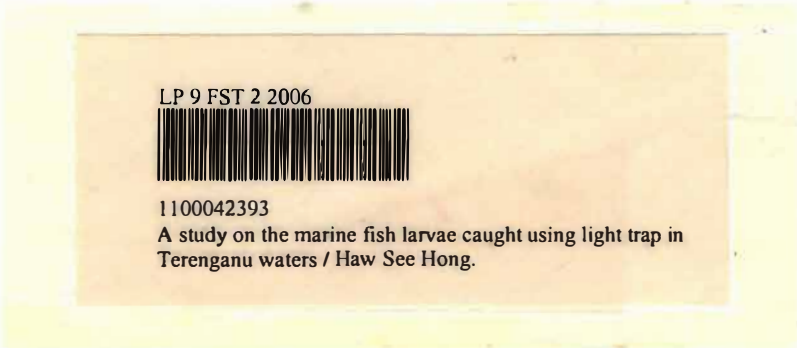 LP 9 FST 2 2006
1100042393
A study on the marine fish larvae caught using light trap in
Terenganu waters / Haw See Hong.